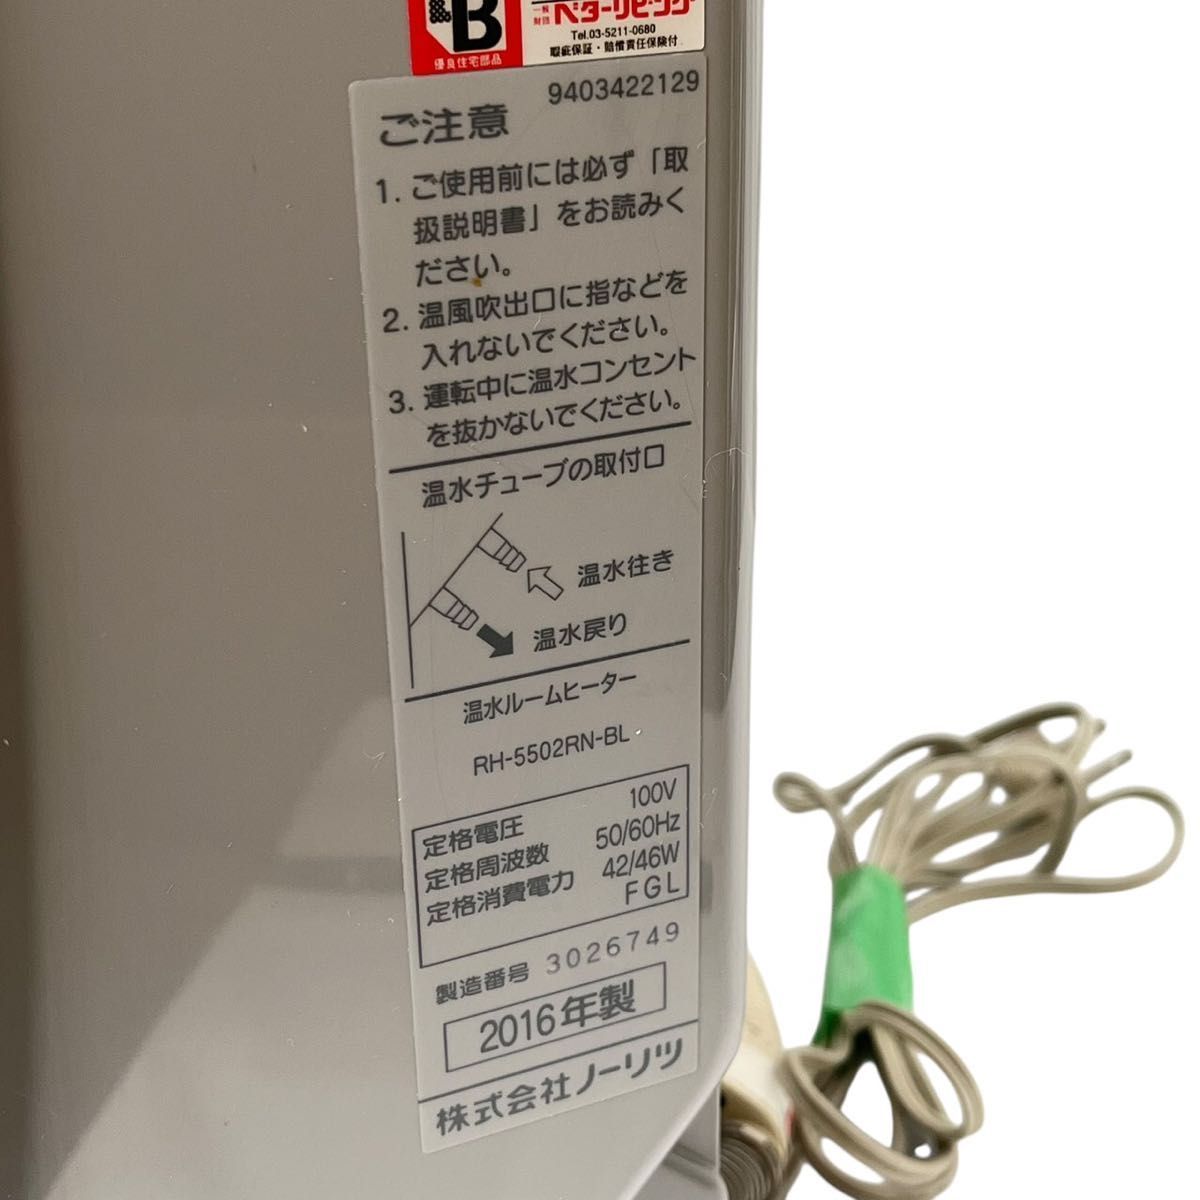 &B
優良住宅部品
一般
財団
ベターリビング
Tel.03-5211-0680
瑕疵保証・賠償責任保険付
9403422129
ご注意
1. ご使用前には必ず「取
扱説明書」をお読みく
ださい。
2. 温風吹出口に指などを
入れないでください。
3. 運転中に温水コンセント
を抜かないでください。
温水チューブの取付口
温水往き
温水戻り
温水ルームヒーター
RH-5502RN-BL
定格電圧 100V
定格周波数 50/60Hz
定格消費電力 42/46W
FGL
製造番号 3026749
2016年製
株式会社ノーリツ